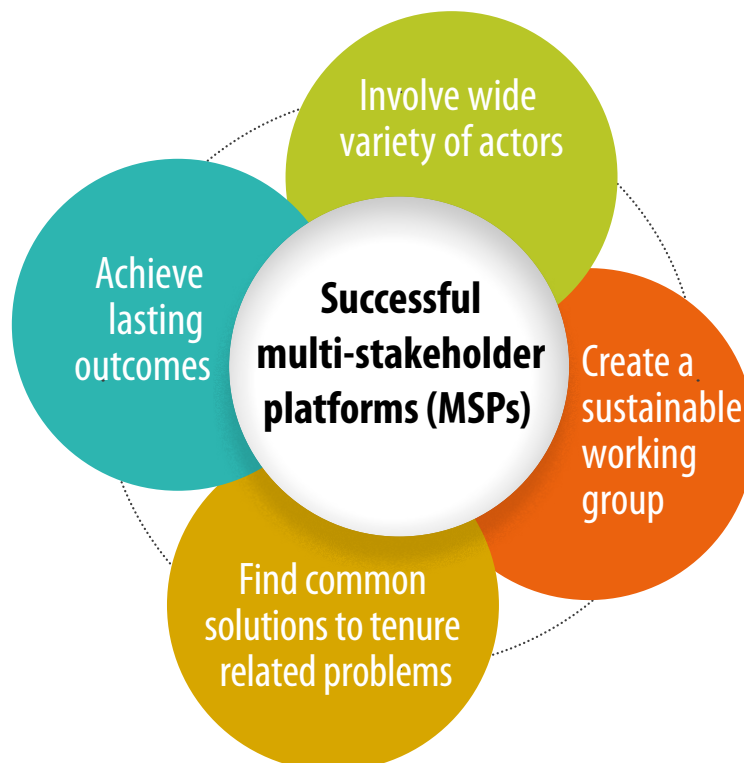 Involve wide
variety of actors
Successful
multi-stakeholder
platforms (MSPs)
Achieve
lasting
outcomes
Create a
sustainable
working
group
Find common
solutions to tenure
related problems